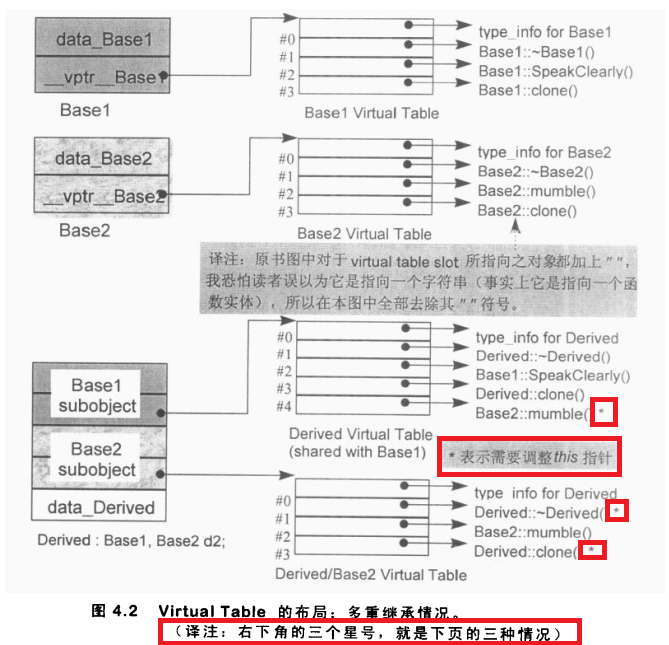 data_Base1
__vptr__Base1
Base1
#0
#1
#2
#3
type_info for Base1
Base1::~Base1()
Base1::SpeakClearly()
Base1::clone()
Base1 Virtual Table
data_Base2
__vptr__Base2
Base2
#0
#1
#2
#3
type_info for Base2
Base2::~Base2()
Base2::mumble()
Base2::clone()
Base2 Virtual Table
译注：原书图中对于 virtual table slot 所指向之对象都加上 " "，
我恐怕读者误以为它是指向一个字符串（事实上它是指向一个函
数实体），所以在本图中全部去除其 " " 符号。
Base1
subobject
Base2
subobject
data_Derived
Derived : Base1, Base2 d2;
#0
#1
#2
#3
#4
type_info for Derived
Derived::~Derived()
Base1::SpeakClearly()
Derived::clone()
Base2::mumble() *
Derived Virtual Table
(shared with Base1)
* 表示需要调整 this 指针
#0
#1
#2
#3
type info for Derived
Derived::~Derived( *
Base2::mumble()
Derived::clone( *
Derived/Base2 Virtual Table
图 4.2 Virtual Table 的布局：多重继承情况。
（译注：右下角的三个星号，就是下页的三种情况）